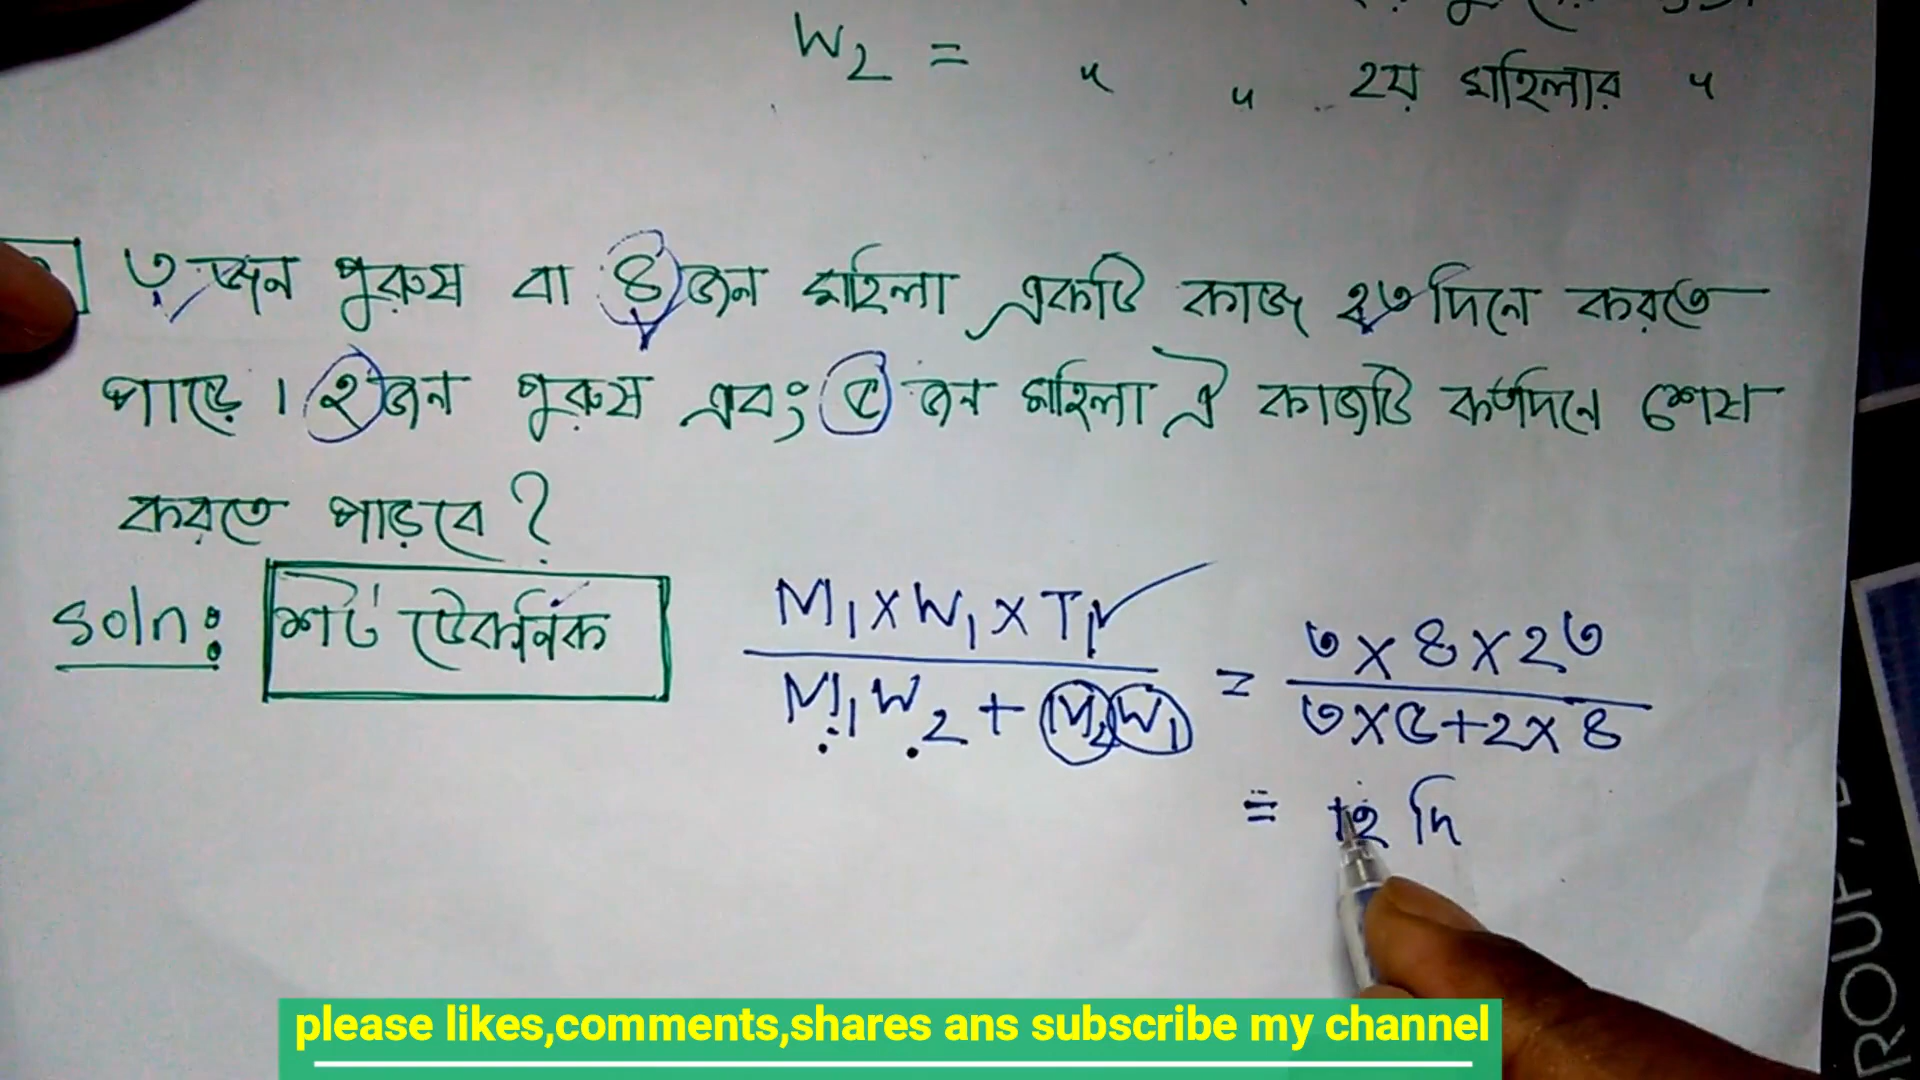 W₂ = " " ২য় মহিলার "
৩ জন পুরুষ বা ৪ জন মহিলা একটি কাজ ২৩ দিনে করতে
পাড়ে। ২ জন পুরুষ এবং ৫ জন মহিলা ঐ কাজটি কতদিনে শেষ
করতে পাড়বে?
Soln: শর্ট টেকনিক
M₁ x W₁ x T₁ / M₁W₂ + M₂W₁ = ৩ x ৪ x ২৩ / ৩ x ৫ + ২ x ৪
= ১২ দি
GROUP
please likes,comments,shares ans subscribe my channel